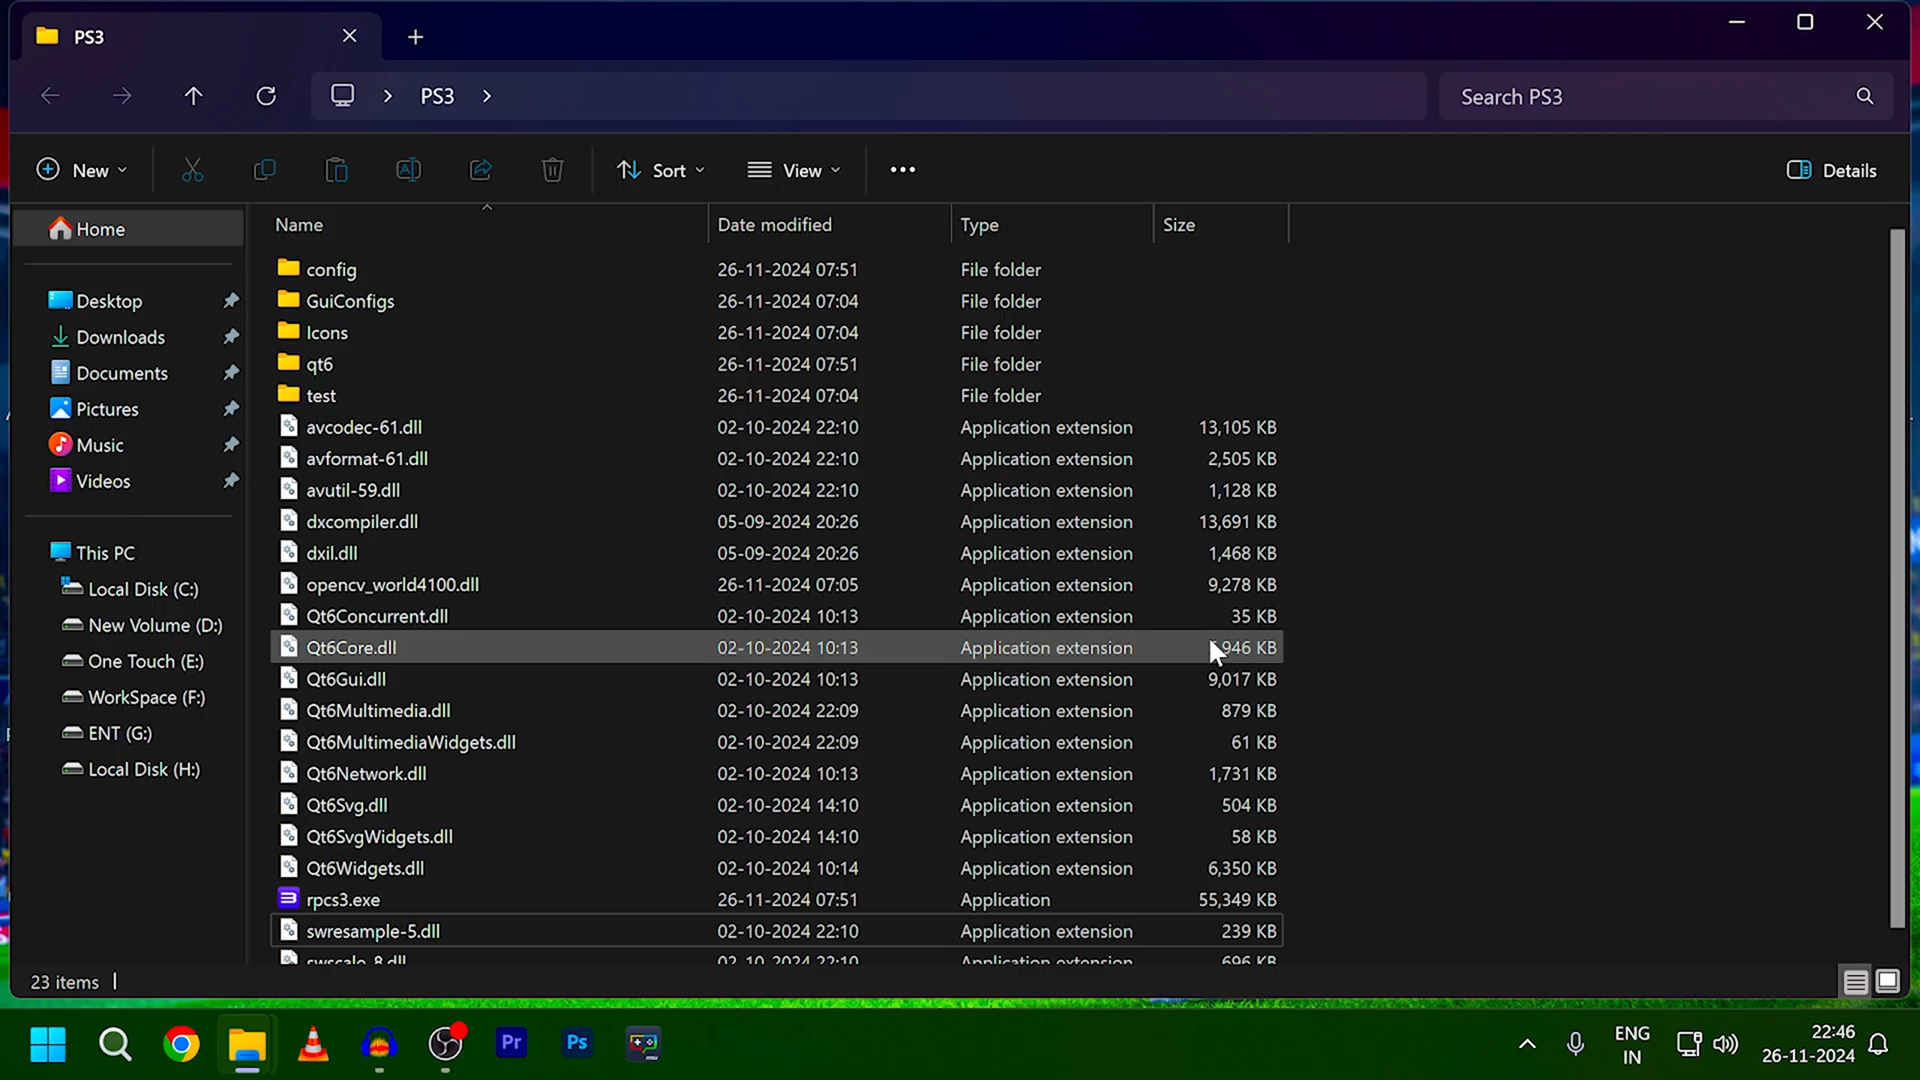 PS3
PS3
Search PS3
New
Sort
View
Details
Home
Name Date modified Type Size
Desktop
Downloads
Documents
Pictures
Music
Videos
This PC
Local Disk (C:)
New Volume (D:)
One Touch (E:)
WorkSpace (F:)
ENT (G:)
Local Disk (H:)
config 26-11-2024 07:51 File folder
GuiConfigs 26-11-2024 07:04 File folder
Icons 26-11-2024 07:04 File folder
qt6 26-11-2024 07:51 File folder
test 26-11-2024 07:04 File folder
avcodec-61.dll 02-10-2024 22:10 Application extension 13,105 KB
avformat-61.dll 02-10-2024 22:10 Application extension 2,505 KB
avutil-59.dll 02-10-2024 22:10 Application extension 1,128 KB
dxcompiler.dll 05-09-2024 20:26 Application extension 13,691 KB
dxil.dll 05-09-2024 20:26 Application extension 1,468 KB
opencv_world4100.dll 26-11-2024 07:05 Application extension 9,278 KB
Qt6Concurrent.dll 02-10-2024 10:13 Application extension 35 KB
Qt6Core.dll 02-10-2024 10:13 Application extension 946 KB
Qt6Gui.dll 02-10-2024 10:13 Application extension 9,017 KB
Qt6Multimedia.dll 02-10-2024 22:09 Application extension 879 KB
Qt6MultimediaWidgets.dll 02-10-2024 22:09 Application extension 61 KB
Qt6Network.dll 02-10-2024 10:13 Application extension 1,731 KB
Qt6Svg.dll 02-10-2024 14:10 Application extension 504 KB
Qt6SvgWidgets.dll 02-10-2024 14:10 Application extension 58 KB
Qt6Widgets.dll 02-10-2024 10:14 Application extension 6,350 KB
rpcs3.exe 26-11-2024 07:51 Application 55,349 KB
swresample-5.dll 02-10-2024 22:10 Application extension 239 KB
swscale-8.dll 02-10-2024 22:10 Application extension 696 KB
23 items
Pr
Ps
ENG
IN
22:46
26-11-2024